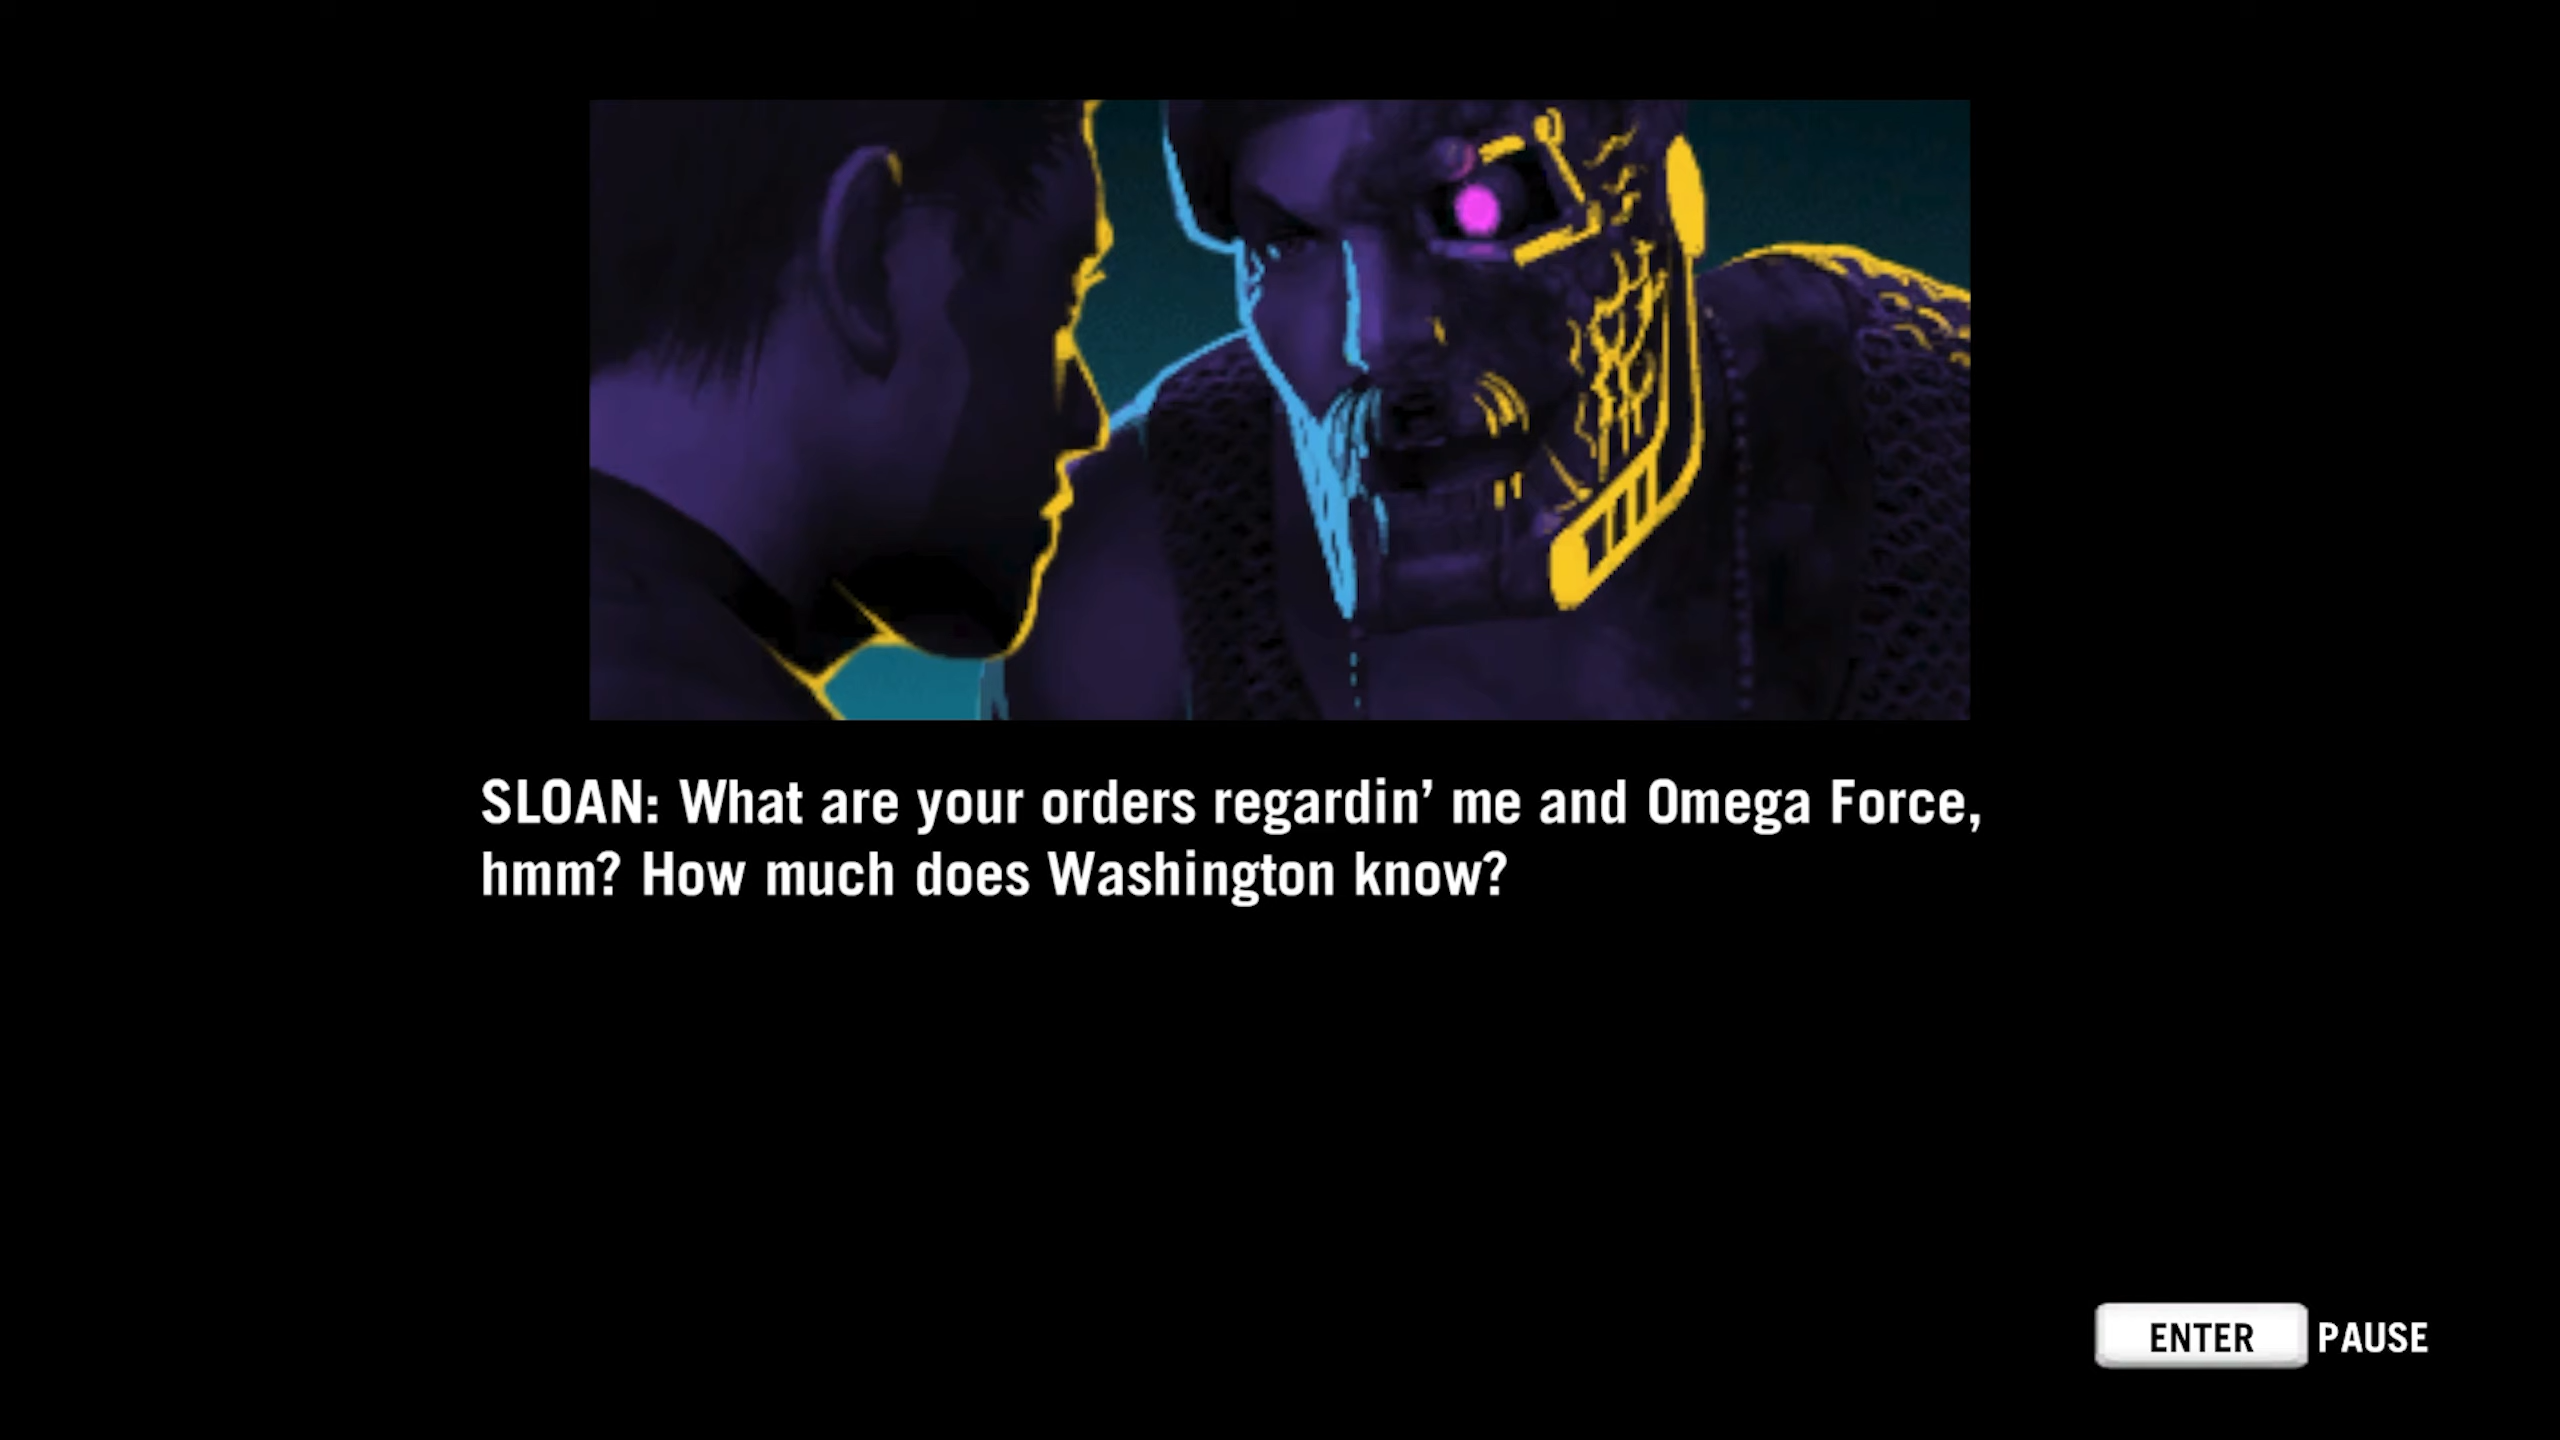 SLOAN: What are your orders regardin’ me and Omega Force,
hmm? How much does Washington know?
ENTER PAUSE